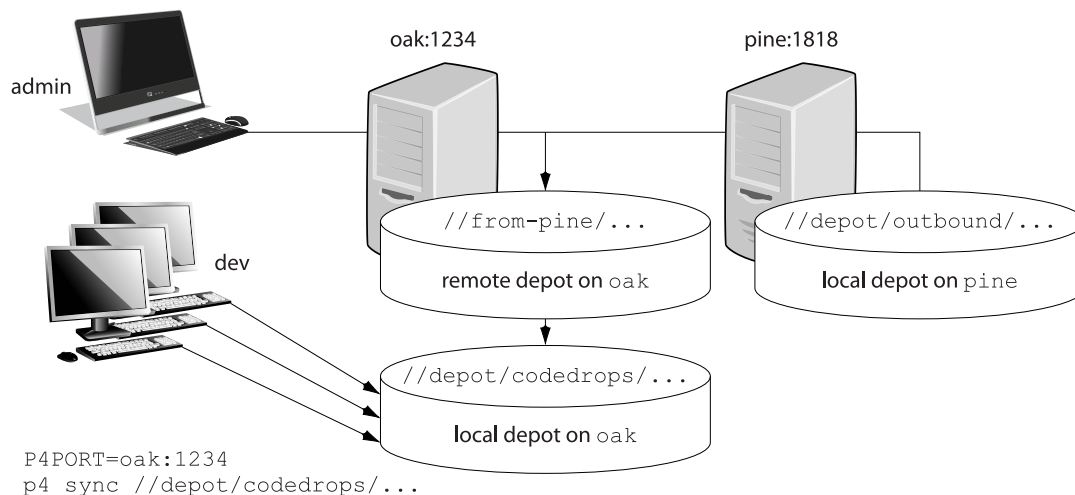 oak:1234
pine:1818
admin
//from-pine/...
//depot/outbound/...
dev
remote depot on oak
local depot on pine
//depot/codedrops/...
local depot on oak
P4PORT=oak:1234
p4 sync //depot/codedrops/...